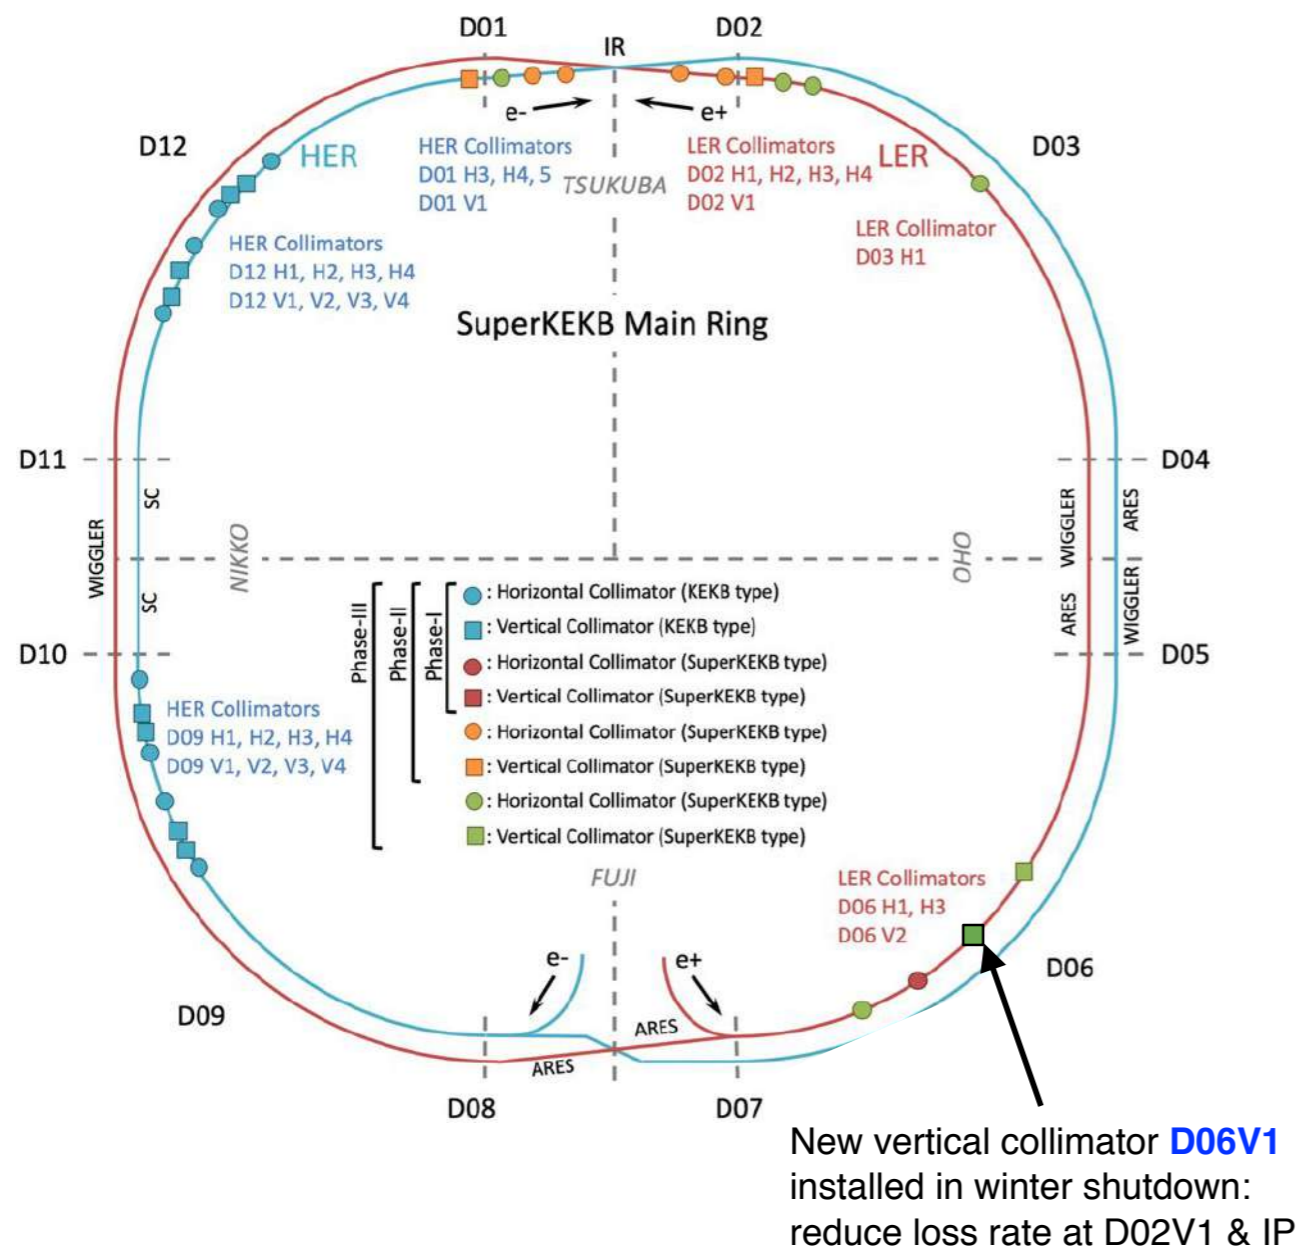 D01
D02
IR
e-
e+
D12
HER
HER Collimators
D01 H3, H4, 5
D01 V1
TSUKUBA
LER Collimators
D02 H1, H2, H3, H4
D02 V1
LER
D03
LER Collimator
D03 H1
HER Collimators
D12 H1, H2, H3, H4
D12 V1, V2, V3, V4
SuperKEKB Main Ring
D11
D04
SC
WIGGLER
ARES
WIGGLER
NIKKO
OHO
SC
ARES
WIGGLER
D10
D05
Phase-III
Phase-II
Phase-I
: Horizontal Collimator (KEKB type)
: Vertical Collimator (KEKB type)
: Horizontal Collimator (SuperKEKB type)
: Vertical Collimator (SuperKEKB type)
: Horizontal Collimator (SuperKEKB type)
: Vertical Collimator (SuperKEKB type)
: Horizontal Collimator (SuperKEKB type)
: Vertical Collimator (SuperKEKB type)
HER Collimators
D09 H1, H2, H3, H4
D09 V1, V2, V3, V4
FUJI
LER Collimators
D06 H1, H3
D06 V2
e-
e+
D06
D09
ARES
ARES
D08
D07
New vertical collimator D06V1
installed in winter shutdown:
reduce loss rate at D02V1 & IP